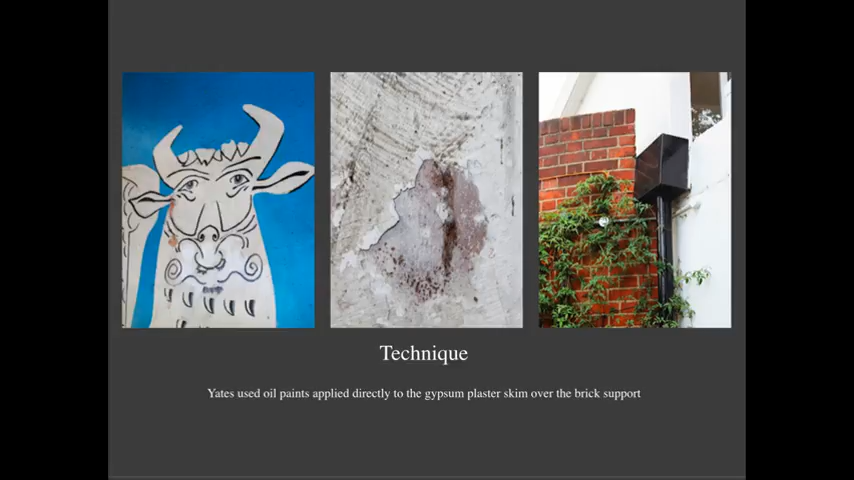 Technique
Yates used oil paints applied directly to the gypsum plaster skim over the brick support